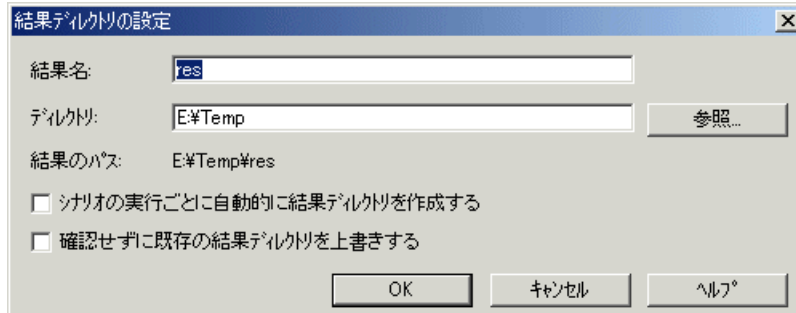 結果ディレクトリの設定
結果名: res
ディレクトリ: E:¥Temp 参照...
結果のパス: E:¥Temp¥res
シナリオの実行ごとに自動的に結果ディレクトリを作成する
確認せずに既存の結果ディレクトリを上書きする
OK キャンセル ヘルプ